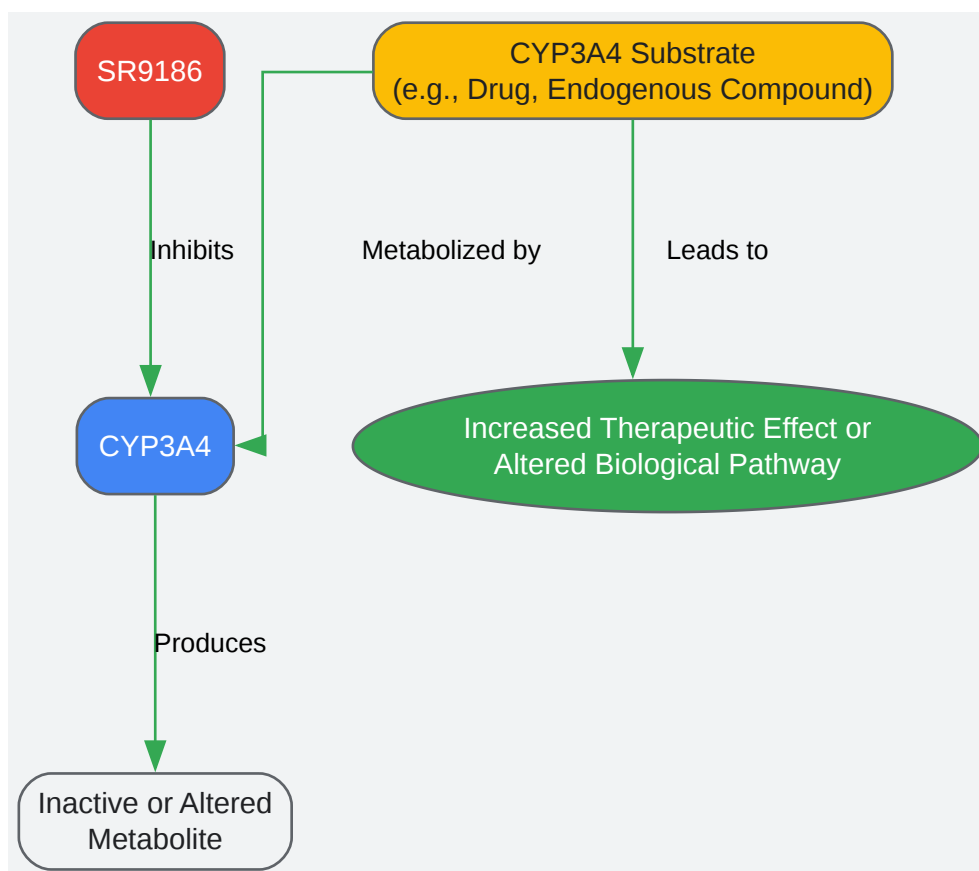 SR9186
CYP3A4 Substrate
(e.g., Drug, Endogenous Compound)
Inhibits
Metabolized by
Leads to
CYP3A4
Increased Therapeutic Effect or
Altered Biological Pathway
Produces
Inactive or Altered
Metabolite